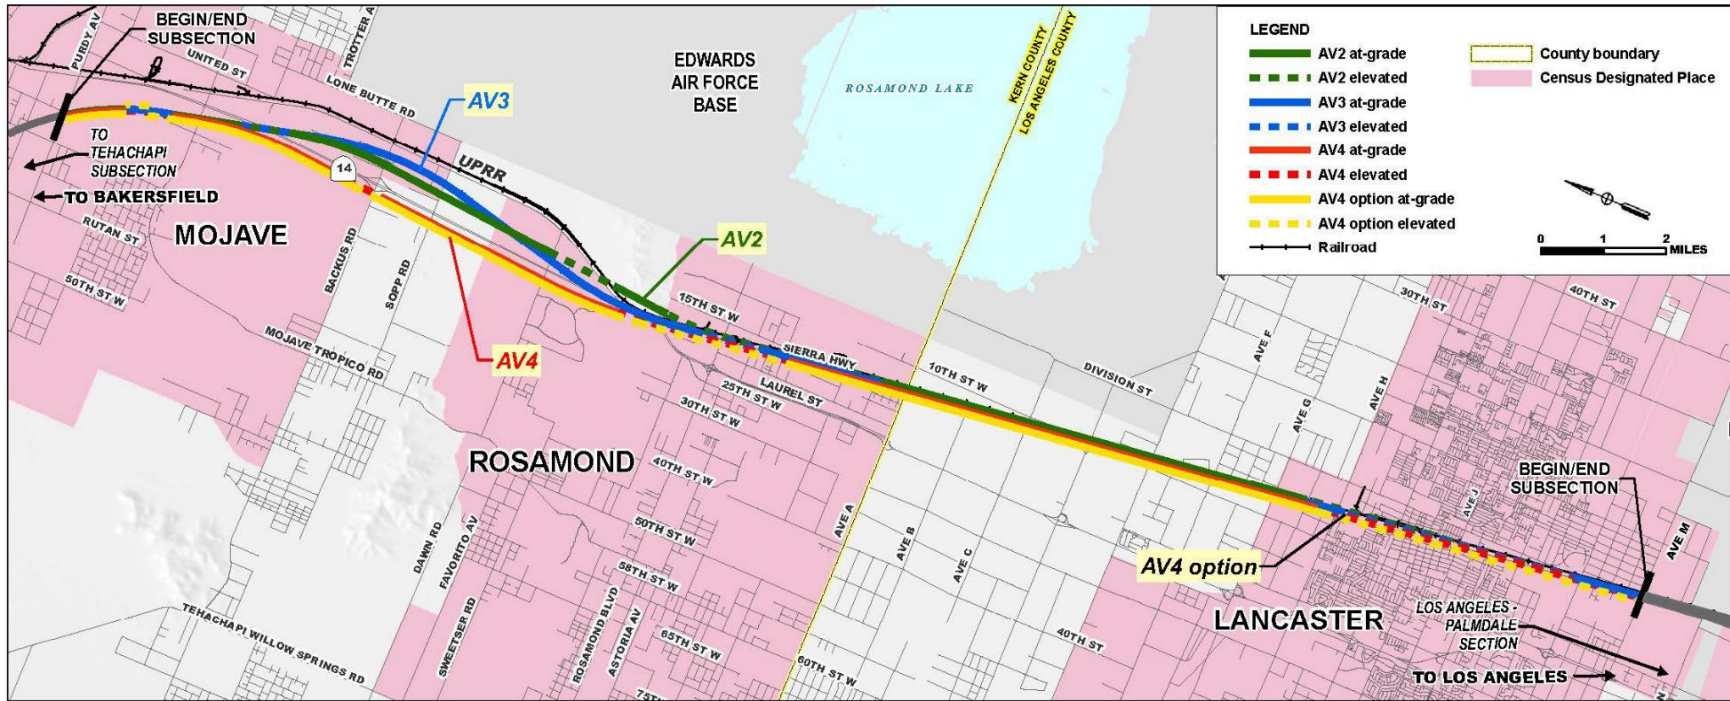 BEGIN/END
SUBSECTION
PURDY AV
UNITED ST
TROTTER A
LONE BUTTE RD
EDWARDS
AIR FORCE
BASE
ROSAMOND LAKE
KERN COUNTY
LOS ANGELES COUNTY
LEGEND
AV2 at-grade
AV2 elevated
AV3 at-grade
AV3 elevated
AV4 at-grade
AV4 elevated
AV4 option at-grade
AV4 option elevated
Railroad
County boundary
Census Designated Place
0 1 2
MILES
AV3
TO
TEHACHAPI
SUBSECTION
TO BAKERSFIELD
14
UPRR
MOJAVE
RUTAN ST
50TH ST W
BACKUS RD
SOPP RD
AV2
AV4
MOJAVE TROPICO RD
15TH ST W
SIERRA HWY
10TH ST W
DIVISION ST
LAUREL ST
25TH ST W
30TH ST W
40TH ST W
50TH ST W
58TH ST W
65TH ST W
75TH
60TH ST W
ROSAMOND
DAWN RD
FAVORITO AV
SWEETSER RD
ROSAMOND BLVD
ASTORIA AV
TEHACHAPI WILLOW SPRINGS RD
AVE A
AVE B
AVE C
AVE F
AVE G
AVE H
AVE J
AVE M
30TH ST
40TH ST
BEGIN/END
SUBSECTION
AV4 option
LANCASTER
40TH ST
LOS ANGELES -
PALMDALE
SECTION
TO LOS ANGELES